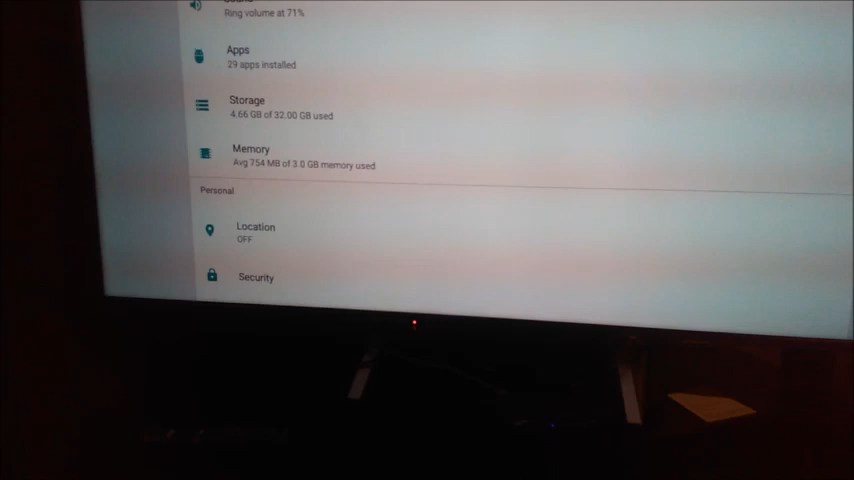 Ring volume at 71%
Apps
29 apps installed
Storage
4.66 GB of 32.00 GB used
Memory
Avg 754 MB of 3.0 GB memory used
Personal
Location
OFF
Security